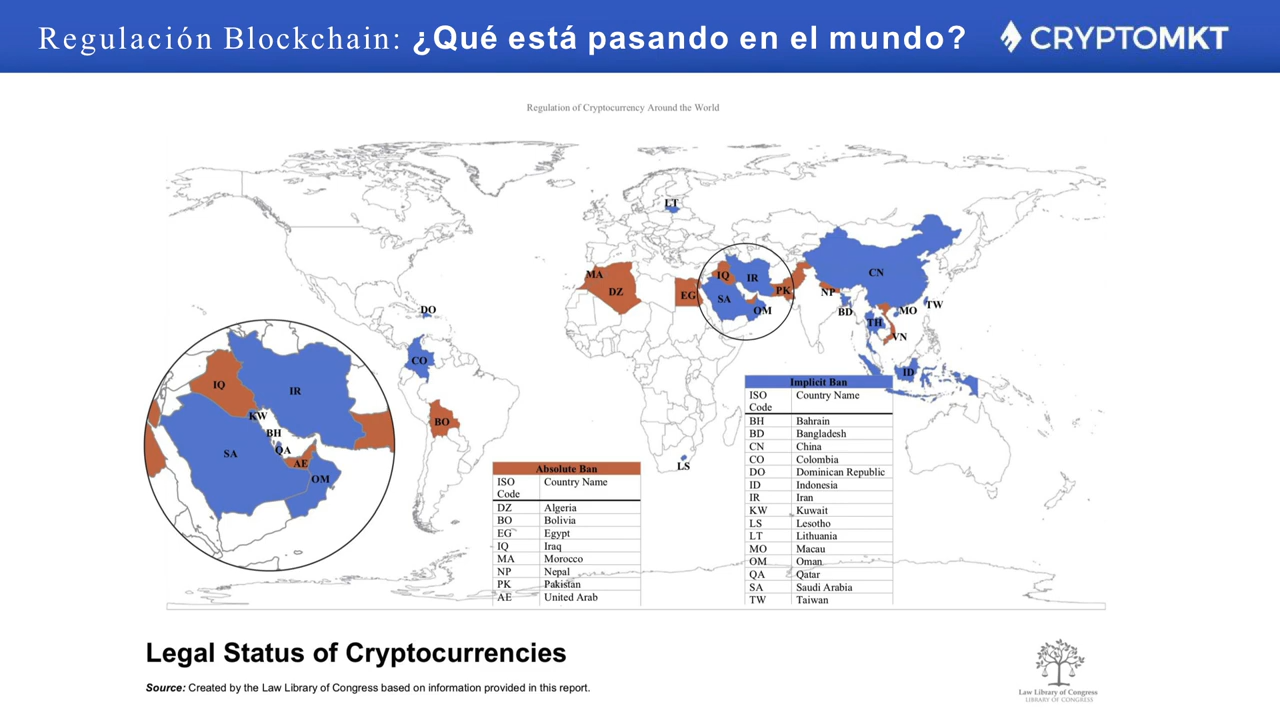 Regulación Blockchain: ¿Qué está pasando en el mundo?
CRYPTOMKT
Regulation of Cryptocurrency Around the World
LT
MA
DZ
EG
IQ
IR
SA
OM
PK
CN
NP
BD
MO
TW
TH
VN
ID
DO
CO
BO
LS
IQ
IR
KW
BH
QA
SA
AE
OM
Absolute Ban
ISO Code Country Name
DZ Algeria
BO Bolivia
EG Egypt
IQ Iraq
MA Morocco
NP Nepal
PK Pakistan
AE United Arab
Implicit Ban
ISO Code Country Name
BH Bahrain
BD Bangladesh
CN China
CO Colombia
DO Dominican Republic
ID Indonesia
IR Iran
KW Kuwait
LS Lesotho
LT Lithuania
MO Macau
OM Oman
QA Qatar
SA Saudi Arabia
TW Taiwan
Legal Status of Cryptocurrencies
Source: Created by the Law Library of Congress based on information provided in this report.
Law Library of Congress
LIBRARY OF CONGRESS